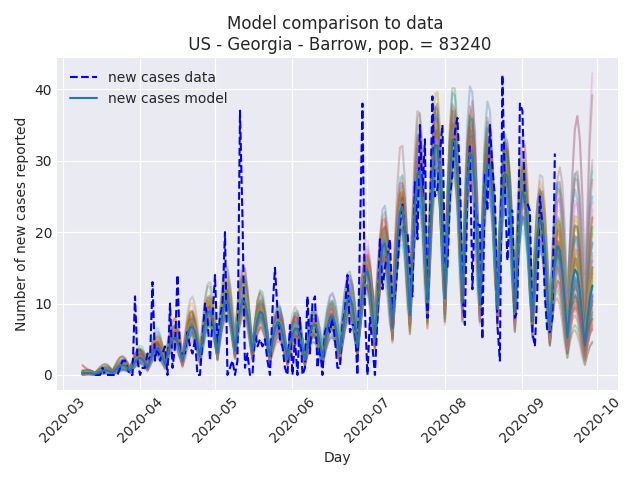 Model comparison to data
US - Georgia - Barrow, pop. = 83240
new cases data
new cases model
Number of new cases reported
40
30
20
10
0
2020-03
2020-04
2020-05
2020-06
2020-07
2020-08
2020-09
2020-10
Day